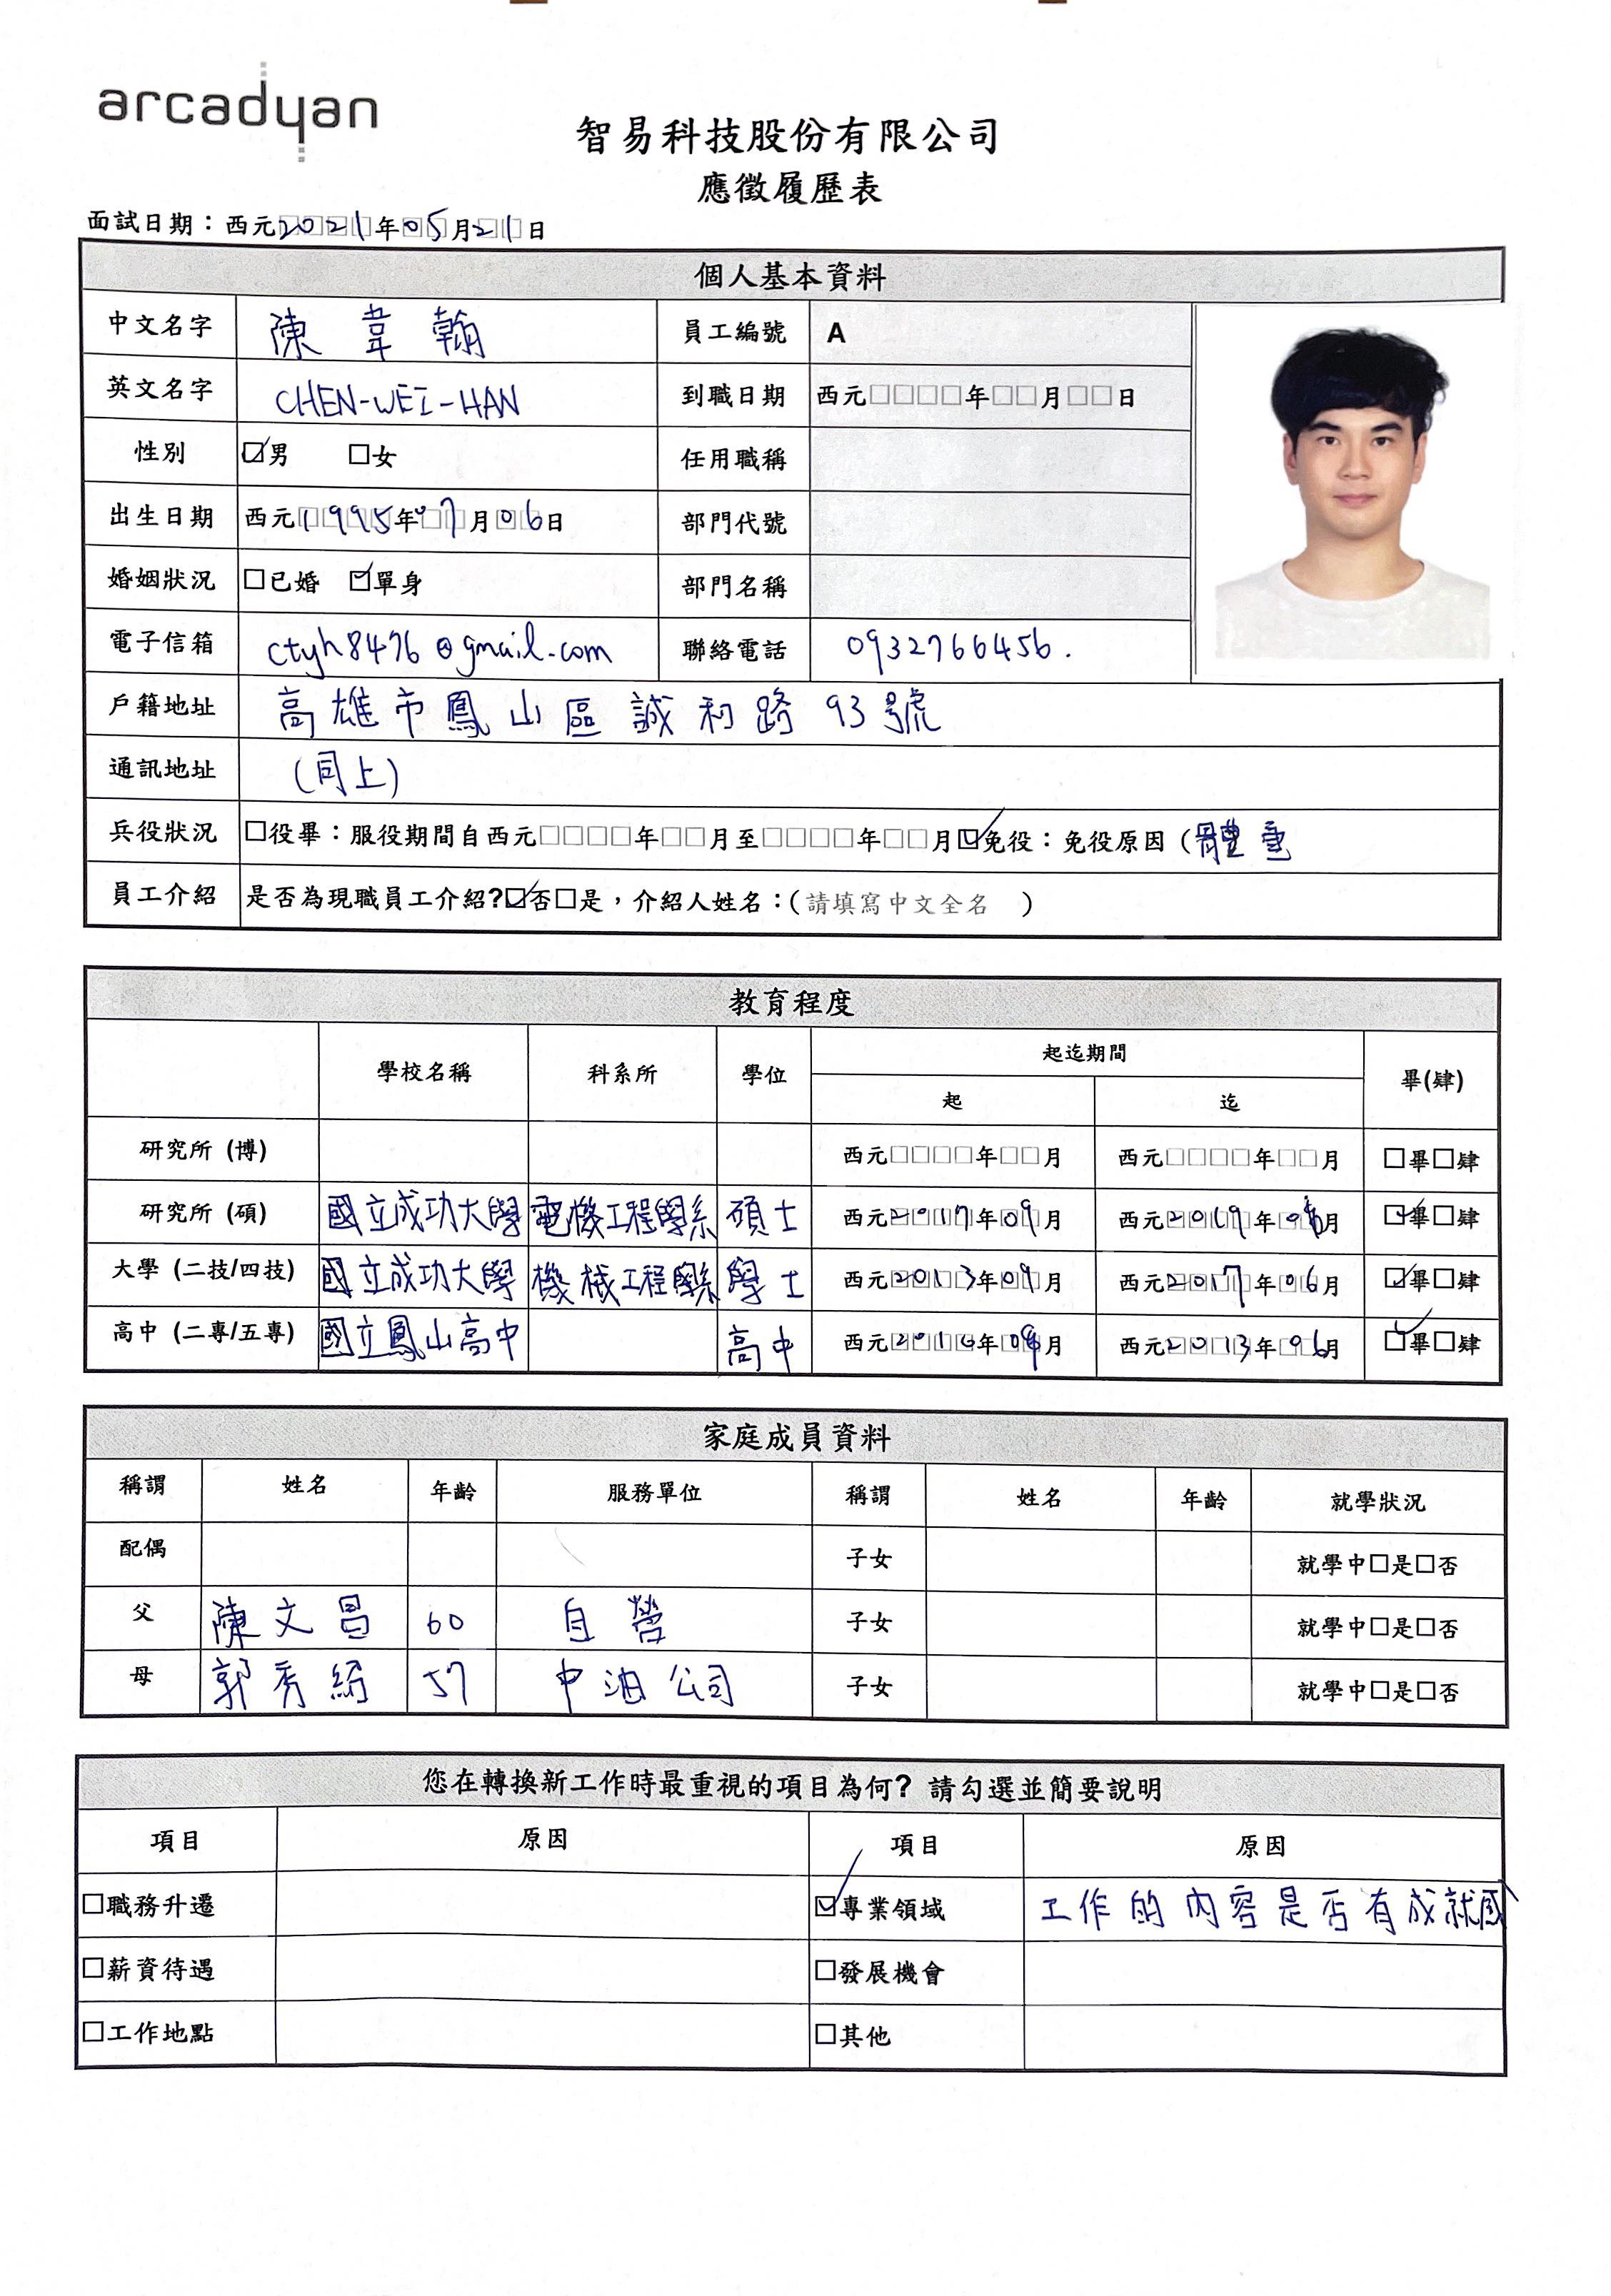 arcadyan
智易科技股份有限公司
應徵履歷表
面試日期：西元2021年05月21日
個人基本資料
中文名字 陳韋翰 員工編號 A
英文名字 CHEN-WEI-HAN 到職日期 西元□□□□年□□月□□日
性別 ☑男 □女 任用職稱
出生日期 西元1995年07月06日 部門代號
婚姻狀況 □已婚 ☑單身 部門名稱
電子信箱 ctyh8476@gmail.com 聯絡電話 0932766456.
戶籍地址 高雄市鳳山區誠和路93號
通訊地址 (同上)
兵役狀況 □役畢：服役期間自西元□□□□年□□月至□□□□年□□月☑免役：免役原因（體重
員工介紹 是否為現職員工介紹?☑否□是，介紹人姓名：(請填寫中文全名 )
教育程度
學校名稱 科系所 學位 起迄期間 畢(肄)
起 迄
研究所 (博) 西元□□□□年□□月 西元□□□□年□□月 □畢□肄
研究所 (碩) 國立成功大學 電機工程學系 碩士 西元2017年09月 西元2019年 月 ☑畢□肄
大學 (二技/四技) 國立成功大學 機械工程學系 學士 西元2013年09月 西元2017年06月 ☑畢□肄
高中 (二專/五專) 國立鳳山高中 高中 西元2010年09月 西元2013年06月 ☑畢□肄
家庭成員資料
稱謂 姓名 年齡 服務單位 稱謂 姓名 年齡 就學狀況
配偶 子女 就學中□是□否
父 陳文昌 60 自營 子女 就學中□是□否
母 郭秀 57 中油公司 子女 就學中□是□否
您在轉換新工作時最重視的項目為何? 請勾選並簡要說明
項目 原因 項目 原因
□職務升遷 ☑專業領域 工作的內容是否有成就感
□薪資待遇 □發展機會
□工作地點 □其他